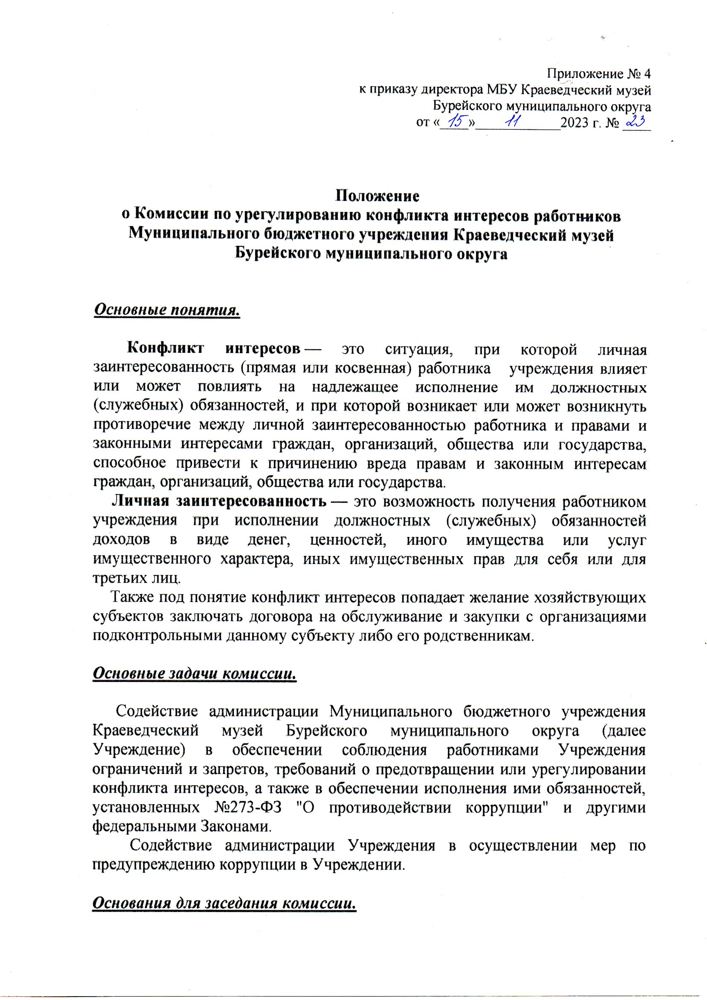 Приложение № 4
к приказу директора МБУ Краеведческий музей
Бурейского муниципального округа
от «15» 11 2023 г. № 23
Положение
о Комиссии по урегулированию конфликта интересов работников
Муниципального бюджетного учреждения Краеведческий музей
Бурейского муниципального округа
Основные понятия.
Конфликт интересов — это ситуация, при которой личная
заинтересованность (прямая или косвенная) работника учреждения влияет
или может повлиять на надлежащее исполнение им должностных
(служебных) обязанностей, и при которой возникает или может возникнуть
противоречие между личной заинтересованностью работника и правами и
законными интересами граждан, организаций, общества или государства,
способное привести к причинению вреда правам и законным интересам
граждан, организаций, общества или государства.
Личная заинтересованность — это возможность получения работником
учреждения при исполнении должностных (служебных) обязанностей
доходов в виде денег, ценностей, иного имущества или услуг
имущественного характера, иных имущественных прав для себя или для
третьих лиц.
Также под понятие конфликт интересов попадает желание хозяйствующих
субъектов заключать договора на обслуживание и закупки с организациями
подконтрольными данному субъекту либо его родственникам.
Основные задачи комиссии.
Содействие администрации Муниципального бюджетного учреждения
Краеведческий музей Бурейского муниципального округа (далее
Учреждение) в обеспечении соблюдения работниками Учреждения
ограничений и запретов, требований о предотвращении или урегулировании
конфликта интересов, а также в обеспечении исполнения ими обязанностей,
установленных №273-ФЗ "О противодействии коррупции" и другими
федеральными Законами.
Содействие администрации Учреждения в осуществлении мер по
предупреждению коррупции в Учреждении.
Основания для заседания комиссии.